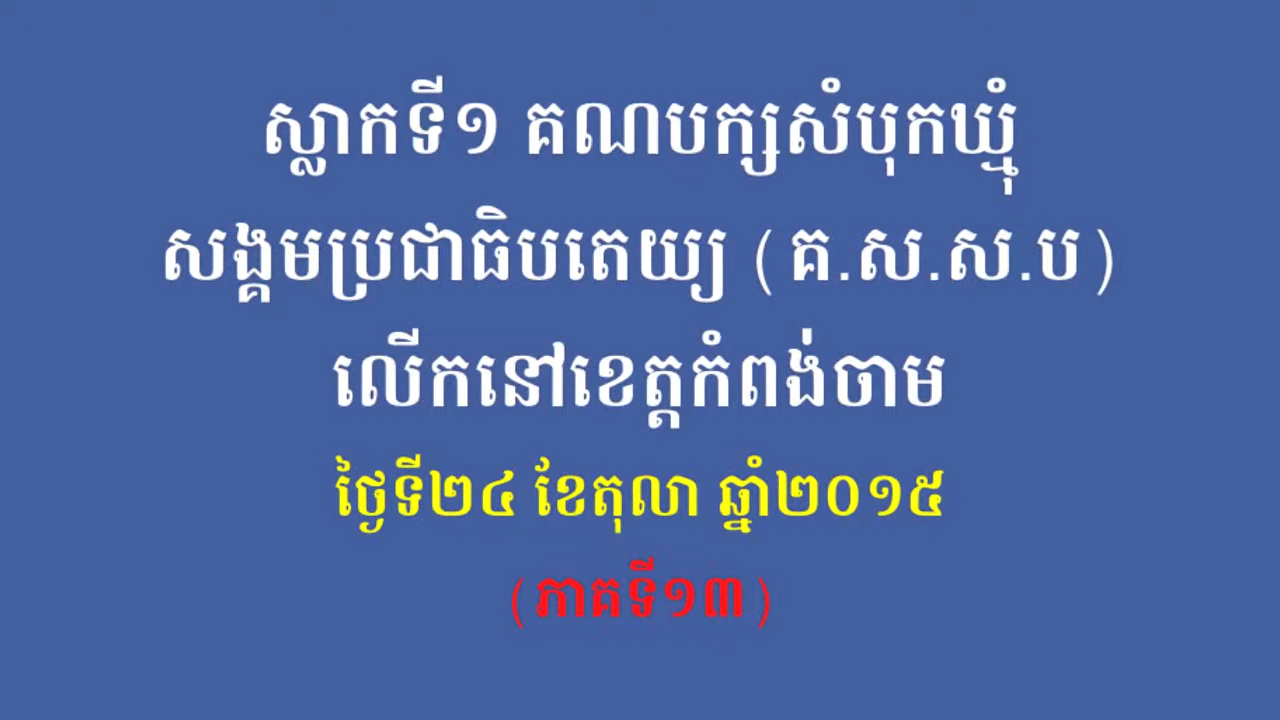 ស្លាកទី១ គណបក្សសំបុកឃ្មុំ
សង្គមប្រជាធិបតេយ្យ (គ.ស.ស.ប)
លើកនៅខេត្តកំពង់ចាម
ថ្ងៃទី២៤ ខែតុលា ឆ្នាំ២០១៥
(ភាគទី១៣)